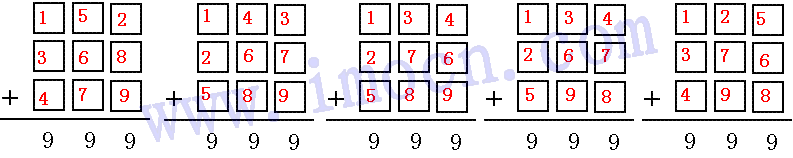 1 5 2 1 4 3 1 3 4 1 3 4 1 2 5
3 6 8 2 6 7 2 7 6 2 6 7 3 7 6
+ 4 7 9 + 5 8 9 + 5 8 9 + 5 9 8 + 4 9 8
9 9 9 9 9 9 9 9 9 9 9 9 9 9 9
www.imocn.com